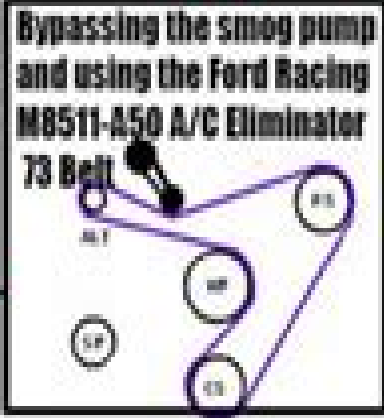 Bypassing the smog pump
and using the Ford Racing
M8511-A50 A/C Eliminator
73 Belt
PS
ALT
WP
SP
CS